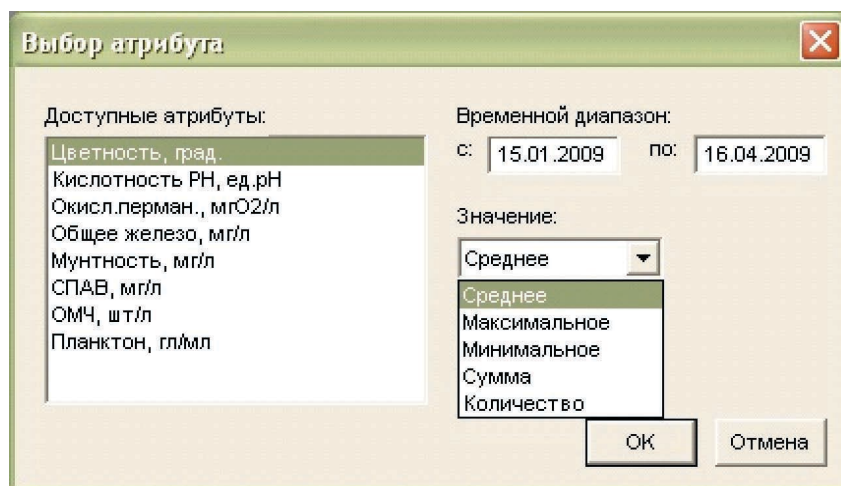 Выбор атрибута
Доступные атрибуты:
Цветность, град.
Кислотность РН, ед.рН
Окисл.перман., мгО2/л
Общее железо, мг/л
Мунтность, мг/л
СПАВ, мг/л
ОМЧ, шт/л
Планктон, гл/мл
Временной диапазон:
с: 15.01.2009 по: 16.04.2009
Значение:
Среднее
Среднее
Максимальное
Минимальное
Сумма
Количество
ОК Отмена